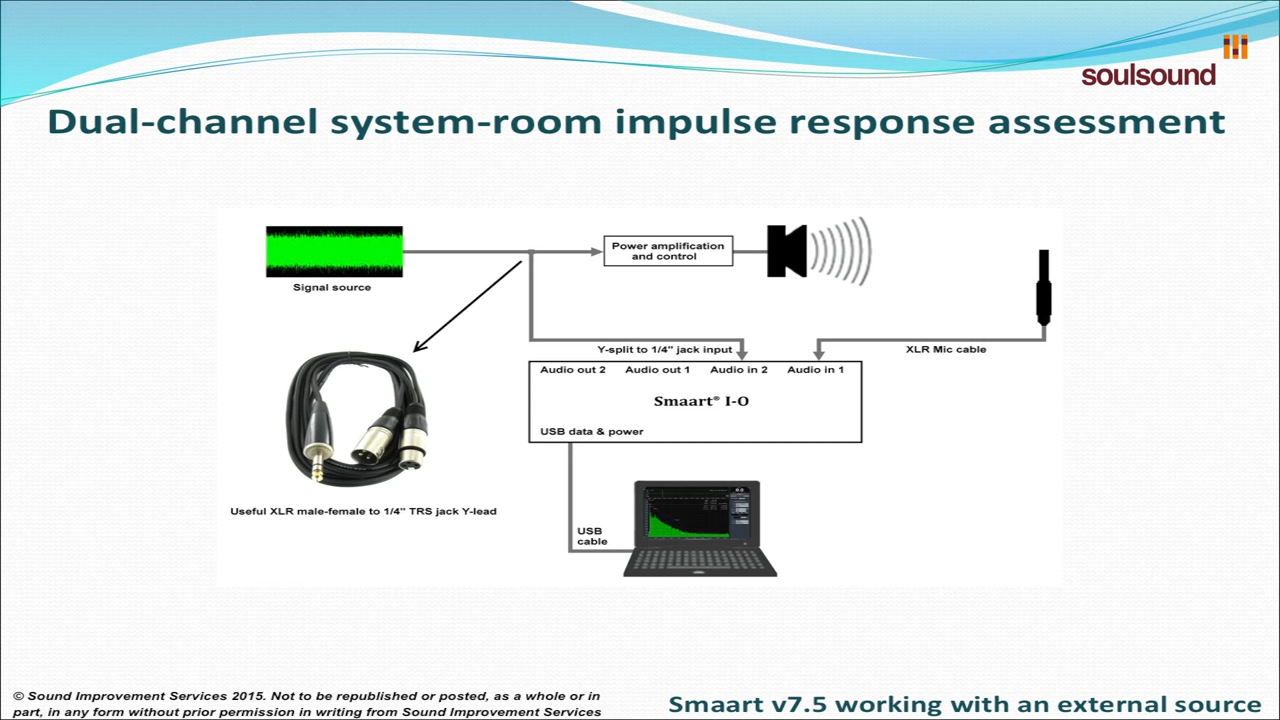 soulsound
Dual-channel system-room impulse response assessment
Power amplification
and control
Signal source
Y-split to 1/4" jack input
XLR Mic cable
Audio out 2 Audio out 1 Audio in 2 Audio in 1
Smaart® I-O
USB data & power
Useful XLR male-female to 1/4" TRS jack Y-lead
USB
cable
© Sound Improvement Services 2015. Not to be republished or posted, as a whole or in
part, in any form without prior permission in writing from Sound Improvement Services
Smaart v7.5 working with an external source